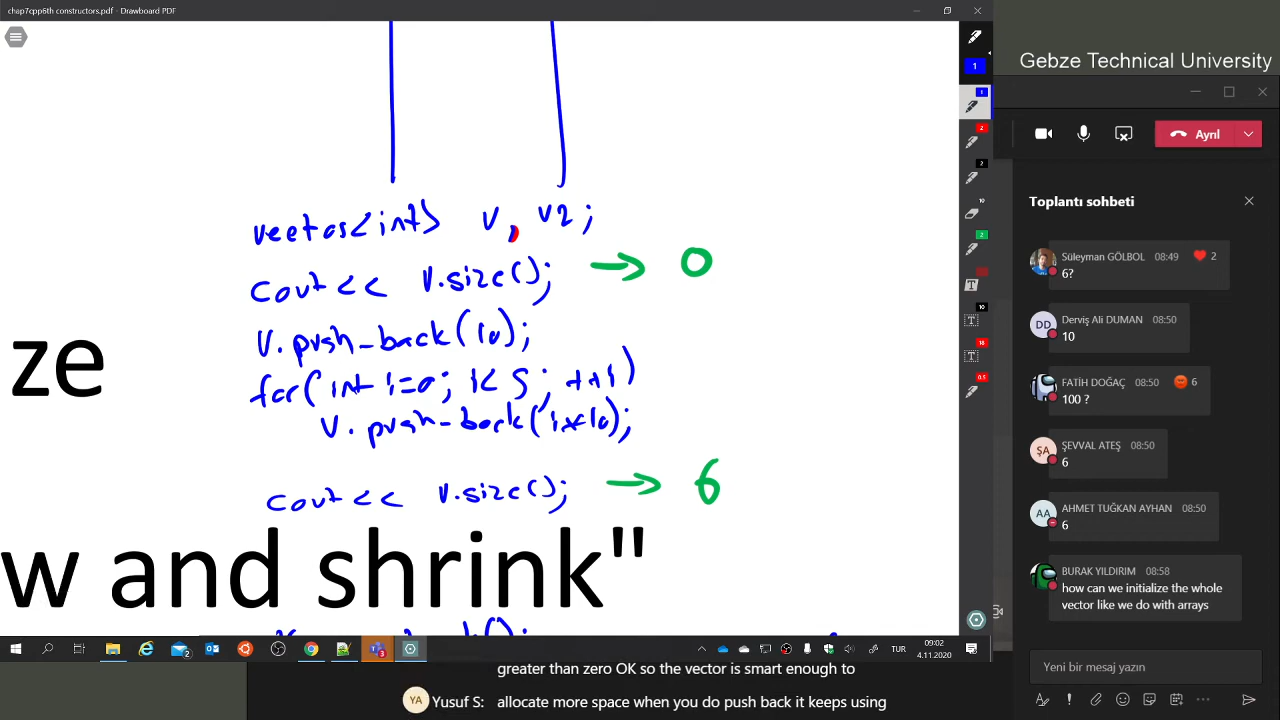 chap7cpp6th constructors.pdf - Drawboard PDF
Gebze Technical University
Ayrıl
vector<int> v, v2;
cout << v.size(); → 0
v.push_back(10);
for(int i=0; i< 5; ++i)
v.push_back(i*10);
cout << v.size(); → 6
ze
w and shrink"
Toplantı sohbeti
Süleyman GÖLBOL 08:49 2
6?
DD Derviş Ali DUMAN 08:50
10
FATİH DOĞAÇ 08:50 6
100 ?
ŞA ŞEVVAL ATEŞ 08:50
6
AA AHMET TUĞKAN AYHAN 08:50
6
BURAK YILDIRIM 08:58
how can we initialize the whole
vector like we do with arrays
Yeni bir mesaj yazın
TUR
09:02
4.11.2020
greater than zero OK so the vector is smart enough to
YA Yusuf S: allocate more space when you do push back it keeps using